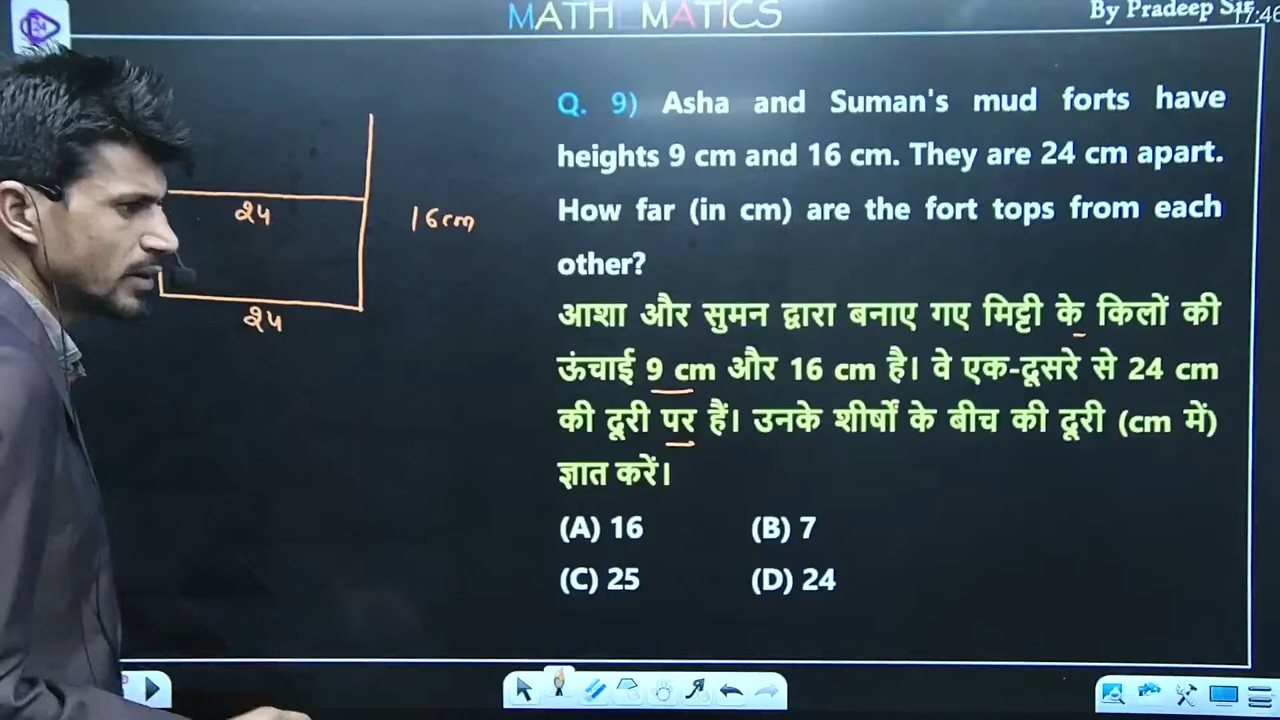 MATHEMATICS
By Pradeep Sir
17:46
Q. 9) Asha and Suman's mud forts have
heights 9 cm and 16 cm. They are 24 cm apart.
How far (in cm) are the fort tops from each
other?
आशा और सुमन द्वारा बनाए गए मिट्टी के किलों की
ऊंचाई 9 cm और 16 cm है। वे एक-दूसरे से 24 cm
की दूरी पर हैं। उनके शीर्षों के बीच की दूरी (cm में)
ज्ञात करें।
(A) 16 (B) 7
(C) 25 (D) 24
24
16cm
24